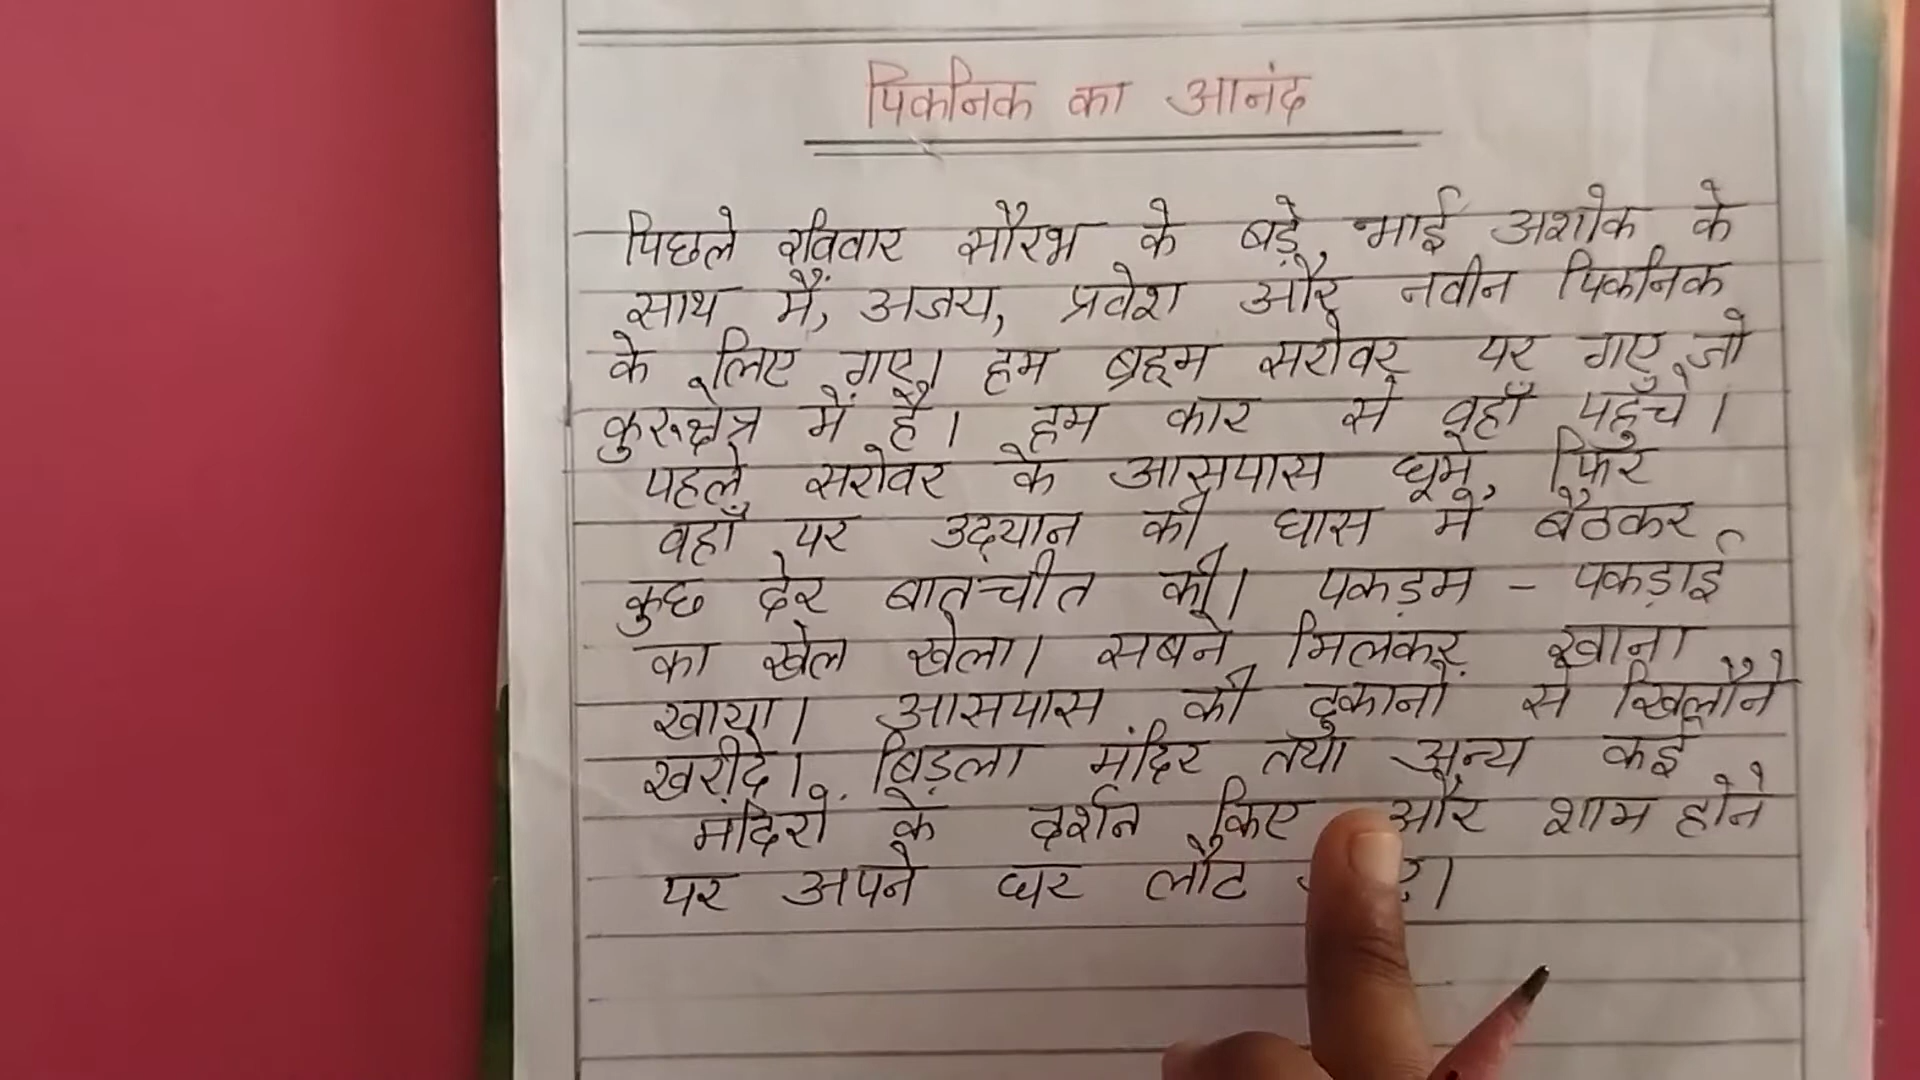 पिकनिक का आनंद
पिछले रविवार सौरभ के बड़े भाई अशोक के
साथ मैं, अजय, प्रवेश और नवीन पिकनिक
के लिए गए। हम ब्रह्म सरोवर पर गए जो
कुरुक्षेत्र में है। हम कार से वहाँ पहुँचे।
पहले सरोवर के आसपास घूमे, फिर
वहाँ पर उद्यान की घास में बैठकर
कुछ देर बातचीत की। पकड़म - पकड़ाई
का खेल खेला। सबने मिलकर खाना
खाया। आसपास की दुकानों से खिलौने
खरीदे। बिड़ला मंदिर तथा अन्य कई
मंदिरों के दर्शन किए और शाम होने
पर अपने घर लौट